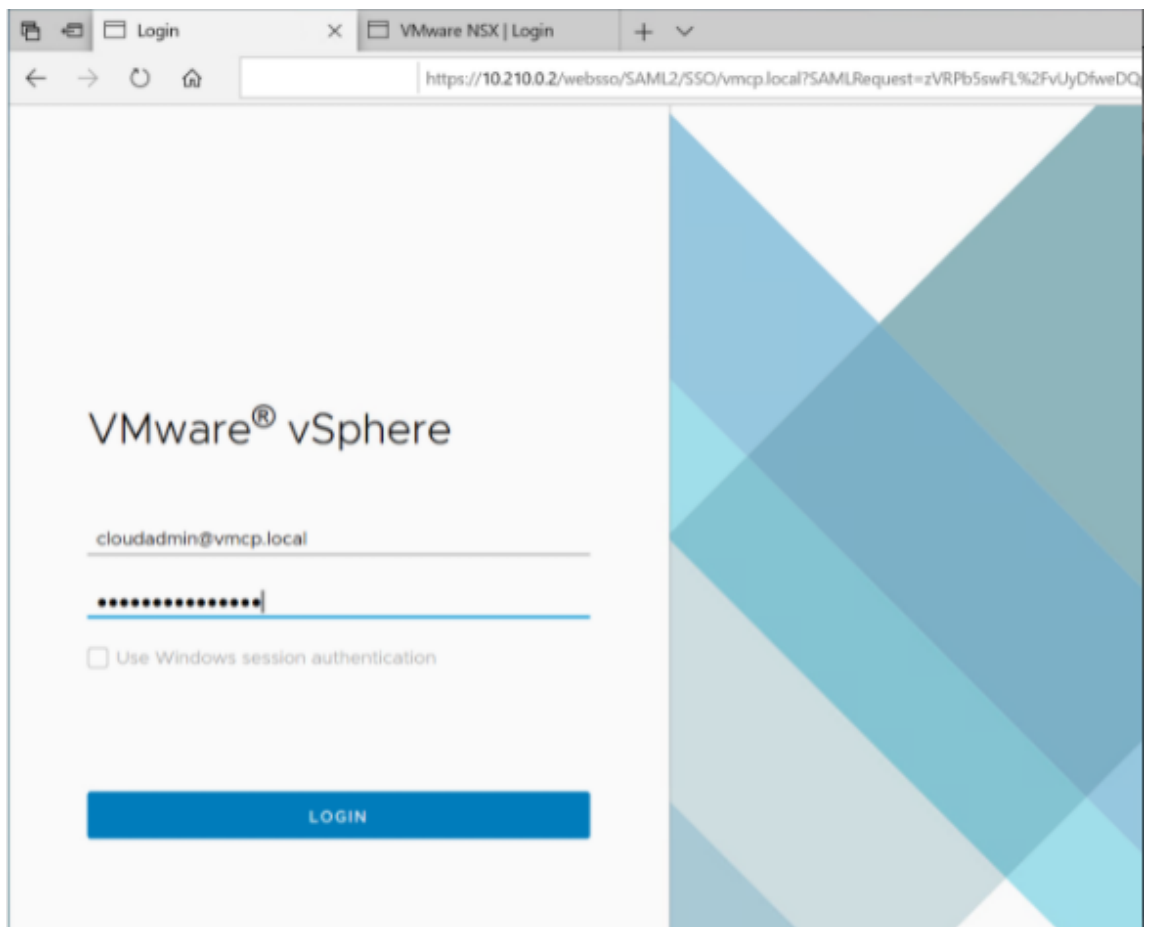 Login
VMware NSX | Login
https://10.210.0.2/websso/SAML2/SSO/vmcp.local?SAMLRequest=zVRPb5swFL%2FvUyDfweDQ
VMware® vSphere
cloudadmin@vmcp.local
Use Windows session authentication
LOGIN